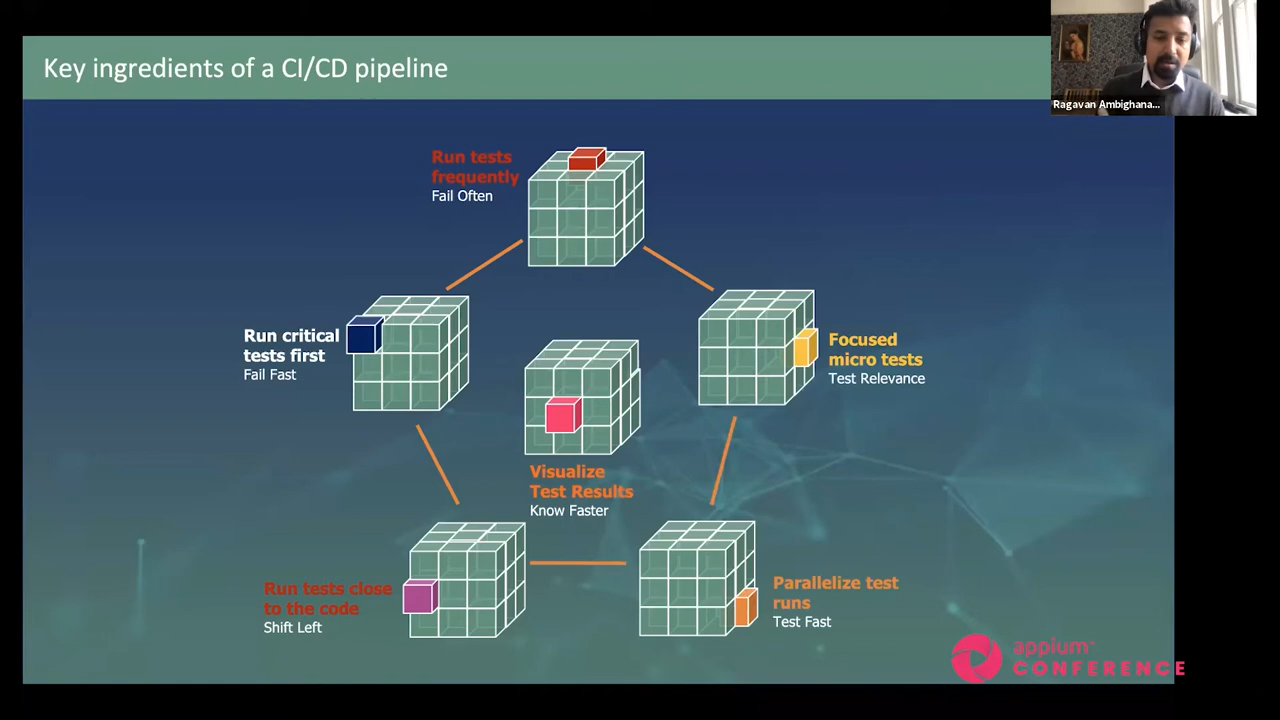 Key ingredients of a CI/CD pipeline
Ragavan Ambighana...
Run tests
frequently
Fail Often
Run critical
tests first
Fail Fast
Focused
micro tests
Test Relevance
Visualize
Test Results
Know Faster
Run tests close
to the code
Shift Left
Parallelize test
runs
Test Fast
appium™
CONFERENCE